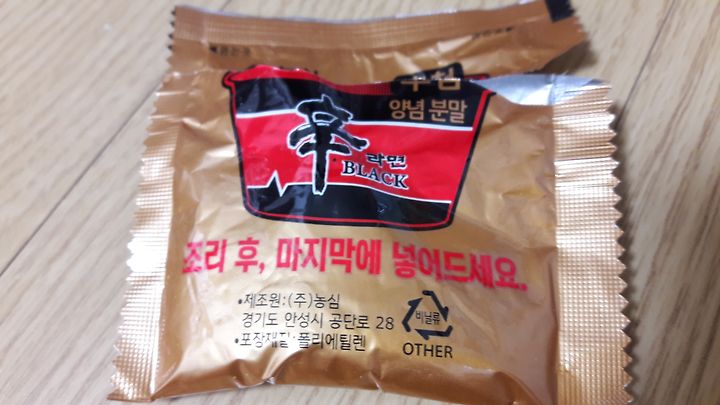 양념 분말
辛
라면
BLACK
조리 후, 마지막에 넣어드세요.
•제조원:(주)농심
경기도 안성시 공단로 28
•포장재질:폴리에틸렌
비닐류
OTHER